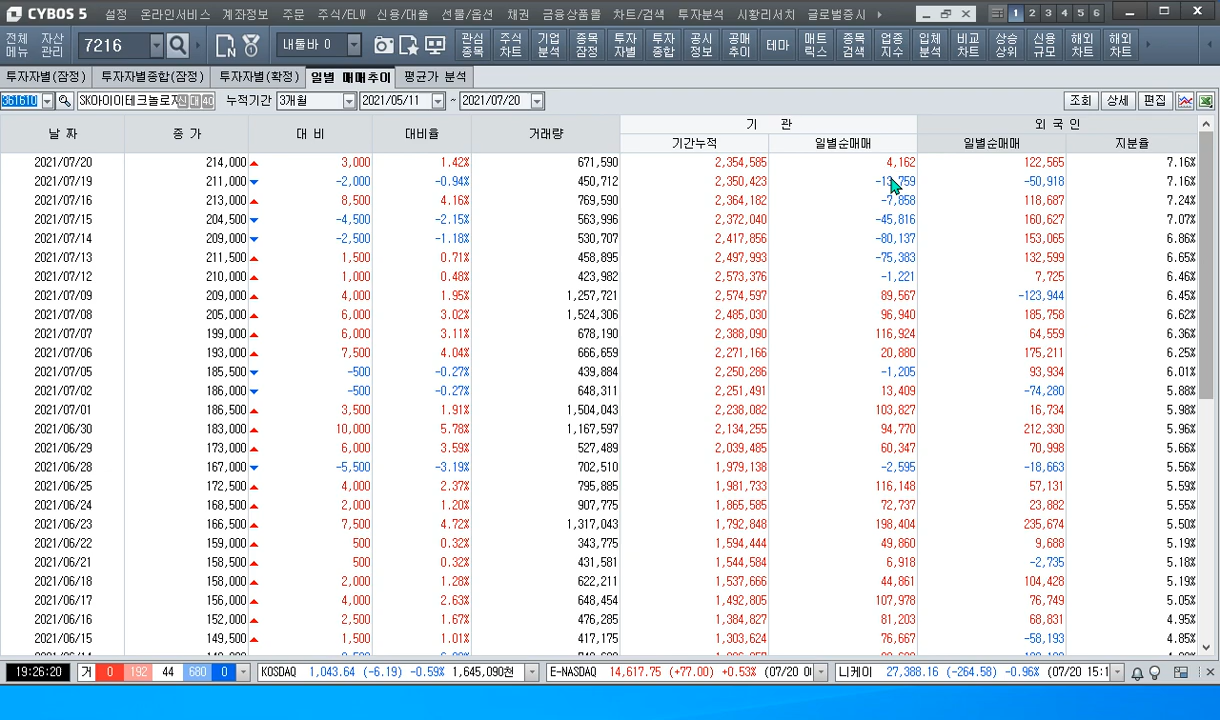 CYBOS 5 설정 온라인서비스 계좌정보 주문 주식/ELW 신용/대출 선물/옵션 채권 금융상품몰 차트/검색 투자분석 시황리서치 글로벌증시 1 2 3 4 5 6
전체메뉴 자산관리 7216 내툴바 0 관심종목 주식차트 기업분석 종목잠정 투자자별 투자종합 공시정보 공매추이 테마 매트릭스 종목검색 업종지수 업체분석 비교차트 상승상위 신용규모 해외차트 해외차트
투자자별(잠정) 투자자별종합(잠정) 투자자별(확정) 일별 매매추이 평균가 분석
361610 SK아이이테크놀로지 신 대 40 누적기간 3개월 2021/05/11 ~ 2021/07/20 조회 상세 편집
날 짜 종 가 대 비 대비율 거래량 기 관 외 국 인
기간누적 일별순매매 일별순매매 지분율
2021/07/20 214,000 ▲ 3,000 1.42% 671,590 2,354,585 4,162 122,565 7.16%
2021/07/19 211,000 ▼ -2,000 -0.94% 450,712 2,350,423 -13,759 -50,918 7.16%
2021/07/16 213,000 ▲ 8,500 4.16% 769,590 2,364,182 -7,858 118,687 7.24%
2021/07/15 204,500 ▼ -4,500 -2.15% 563,996 2,372,040 -45,816 160,627 7.07%
2021/07/14 209,000 ▼ -2,500 -1.18% 530,707 2,417,856 -80,137 153,065 6.86%
2021/07/13 211,500 ▲ 1,500 0.71% 458,895 2,497,993 -75,383 132,599 6.65%
2021/07/12 210,000 ▲ 1,000 0.48% 423,982 2,573,376 -1,221 7,725 6.46%
2021/07/09 209,000 ▲ 4,000 1.95% 1,257,721 2,574,597 89,567 -123,944 6.45%
2021/07/08 205,000 ▲ 6,000 3.02% 1,524,306 2,485,030 96,940 185,758 6.62%
2021/07/07 199,000 ▲ 6,000 3.11% 678,190 2,388,090 116,924 64,559 6.36%
2021/07/06 193,000 ▲ 7,500 4.04% 666,659 2,271,166 20,880 175,211 6.25%
2021/07/05 185,500 ▼ -500 -0.27% 439,884 2,250,286 -1,205 93,934 6.01%
2021/07/02 186,000 ▼ -500 -0.27% 648,311 2,251,491 13,409 -74,280 5.88%
2021/07/01 186,500 ▲ 3,500 1.91% 1,504,043 2,238,082 103,827 16,734 5.98%
2021/06/30 183,000 ▲ 10,000 5.78% 1,167,597 2,134,255 94,770 212,330 5.96%
2021/06/29 173,000 ▲ 6,000 3.59% 527,489 2,039,485 60,347 70,998 5.66%
2021/06/28 167,000 ▼ -5,500 -3.19% 702,510 1,979,138 -2,595 -18,663 5.56%
2021/06/25 172,500 ▲ 4,000 2.37% 795,885 1,981,733 116,148 57,131 5.59%
2021/06/24 168,500 ▲ 2,000 1.20% 907,775 1,865,585 72,737 23,882 5.55%
2021/06/23 166,500 ▲ 7,500 4.72% 1,317,043 1,792,848 198,404 235,674 5.50%
2021/06/22 159,000 ▲ 500 0.32% 343,775 1,594,444 49,860 9,688 5.19%
2021/06/21 158,500 ▲ 500 0.32% 431,581 1,544,584 6,918 -2,735 5.18%
2021/06/18 158,000 ▲ 2,000 1.28% 622,211 1,537,666 44,861 104,428 5.19%
2021/06/17 156,000 ▲ 4,000 2.63% 648,454 1,492,805 107,978 76,749 5.05%
2021/06/16 152,000 ▲ 2,500 1.67% 476,285 1,384,827 81,203 68,831 4.95%
2021/06/15 149,500 ▲ 1,500 1.01% 417,175 1,303,624 76,667 -58,193 4.85%
19:26:20 거 0 192 44 680 0 KOSDAQ 1,043.64 (-6.19) -0.59% 1,645,090천 E-NASDAQ 14,617.75 (+77.00) +0.53% (07/20 니케이 27,388.16 (-264.58) -0.96% (07/20 15:1